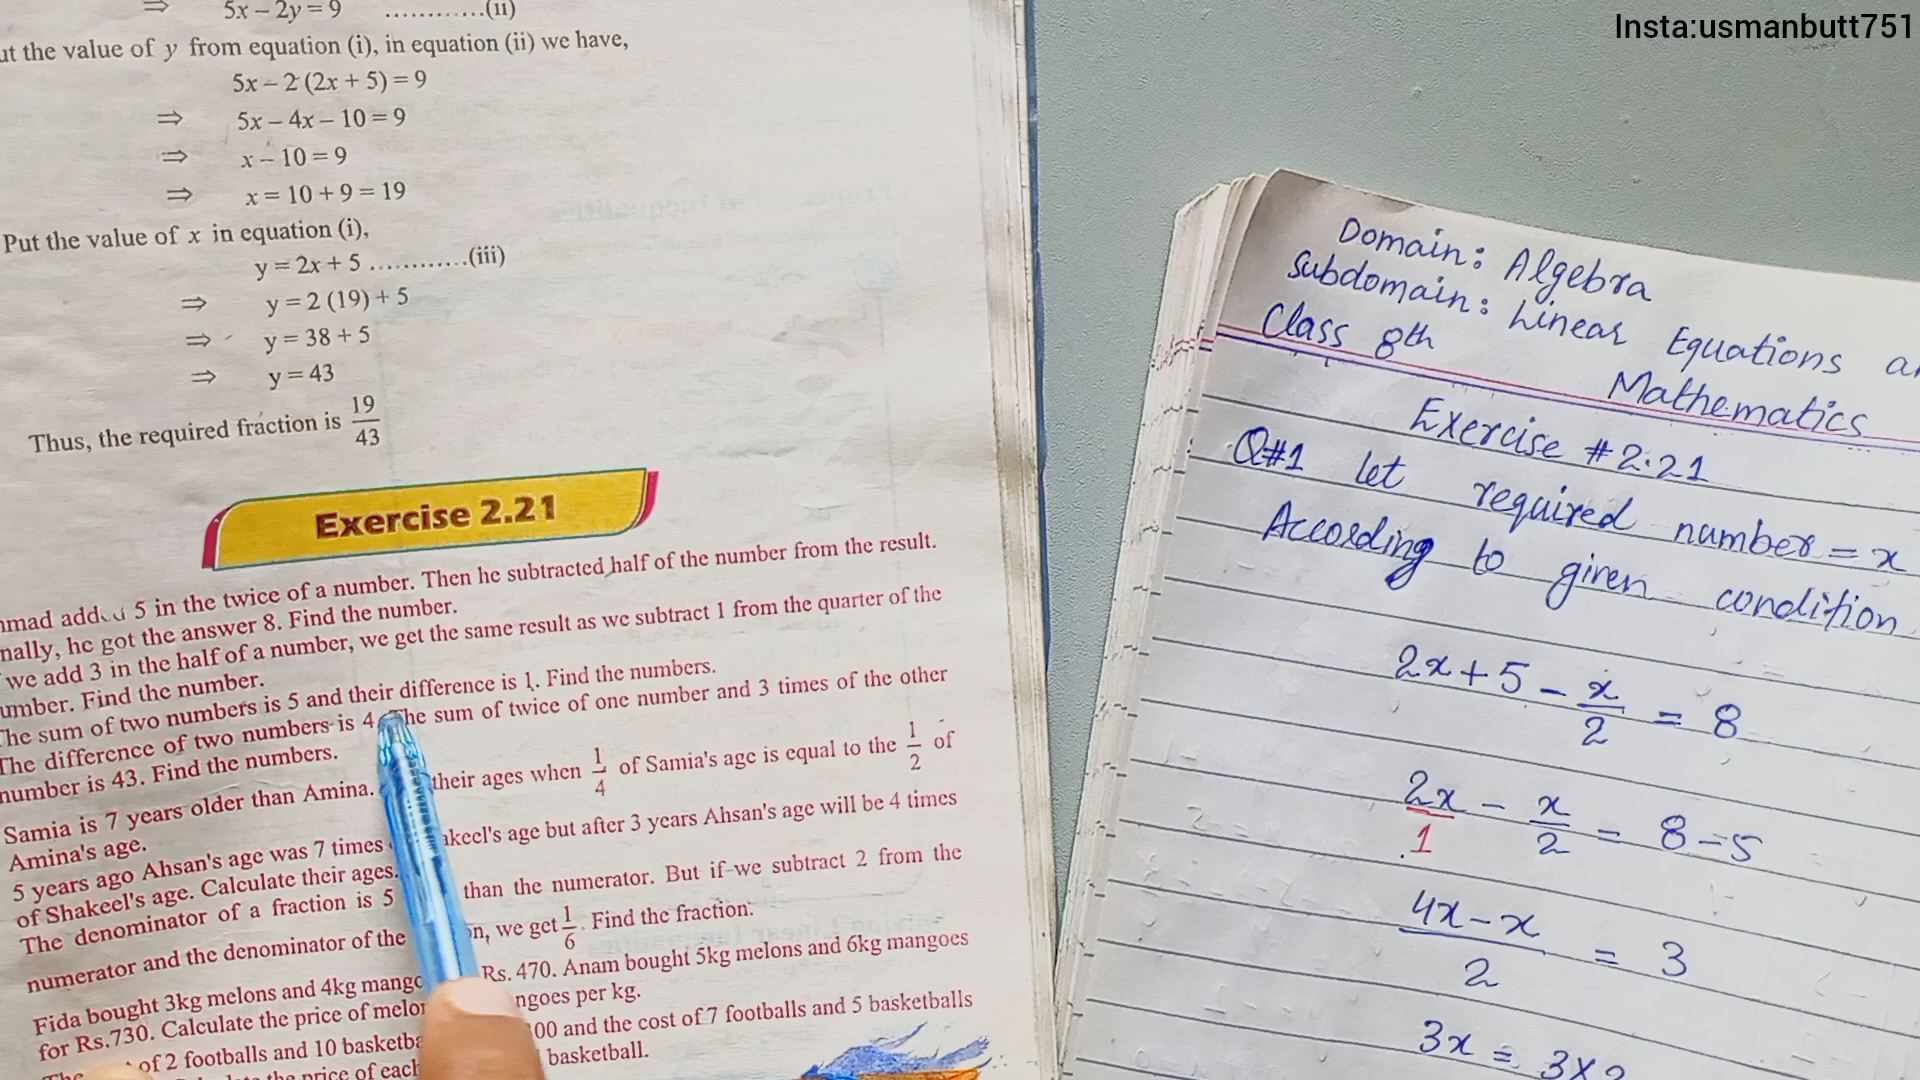 Insta:usmanbutt751
⇒ 5x – 2y = 9 ............(ii)
the value of y from equation (i), in equation (ii) we have,
5x – 2 (2x + 5) = 9
⇒ 5x – 4x – 10 = 9
⇒ x – 10 = 9
⇒ x = 10 + 9 = 19
Put the value of x in equation (i),
y = 2x + 5 ............(iii)
⇒ y = 2 (19) + 5
⇒ y = 38 + 5
⇒ y = 43
Thus, the required fraction is 19/43
Exercise 2.21
5 in the twice of a number. Then he subtracted half of the number from the result.
he got the answer 8. Find the number.
we add 3 in the half of a number, we get the same result as we subtract 1 from the quarter of the
Find the number.
The sum of two numbers is 5 and their difference is 1. Find the numbers.
The difference of two numbers is 4 The sum of twice of one number and 3 times of the other
number is 43. Find the numbers.
Samia is 7 years older than Amina. their ages when 1/4 of Samia's age is equal to the 1/2 of
Amina's age.
5 years ago Ahsan's age was 7 times age but after 3 years Ahsan's age will be 4 times
of Shakeel's age. Calculate their ages.
The denominator of a fraction is 5 than the numerator. But if we subtract 2 from the
numerator and the denominator of the we get 1/6. Find the fraction.
Fida bought 3kg melons and 4kg Rs. 470. Anam bought 5kg melons and 6kg mangoes
for Rs.730. Calculate the price of per kg.
of 2 footballs and 10 00 and the cost of 7 footballs and 5 basketballs
the price of each basketball.
Domain: Algebra
Subdomain: Linear Equations
Class 8th Mathematics
Exercise # 2.21
Q#1 Let required number = x
According to given condition
2x + 5 – x/2 = 8
2x/1 – x/2 = 8 – 5
4x – x/2 = 3
3x = 3x2